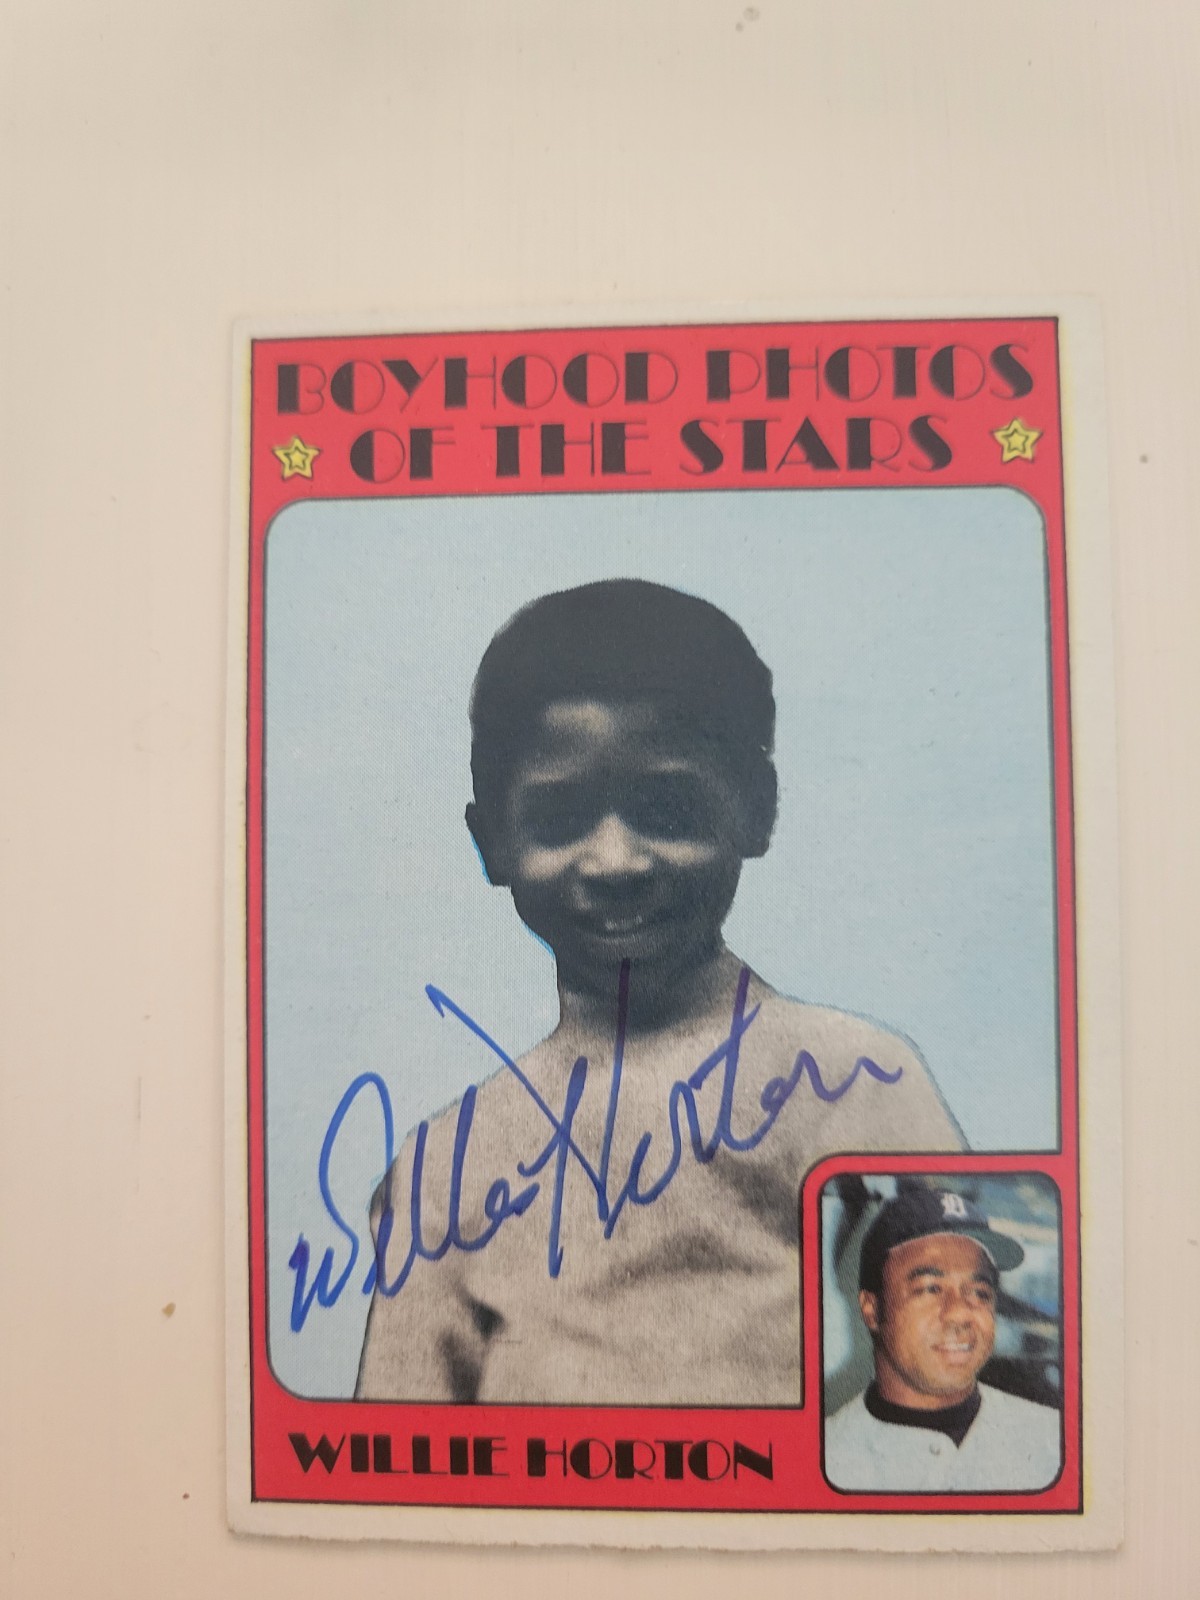 BOYHOOD PHOTOS
OF THE STARS
Willie Horton
D
WILLIE HORTON